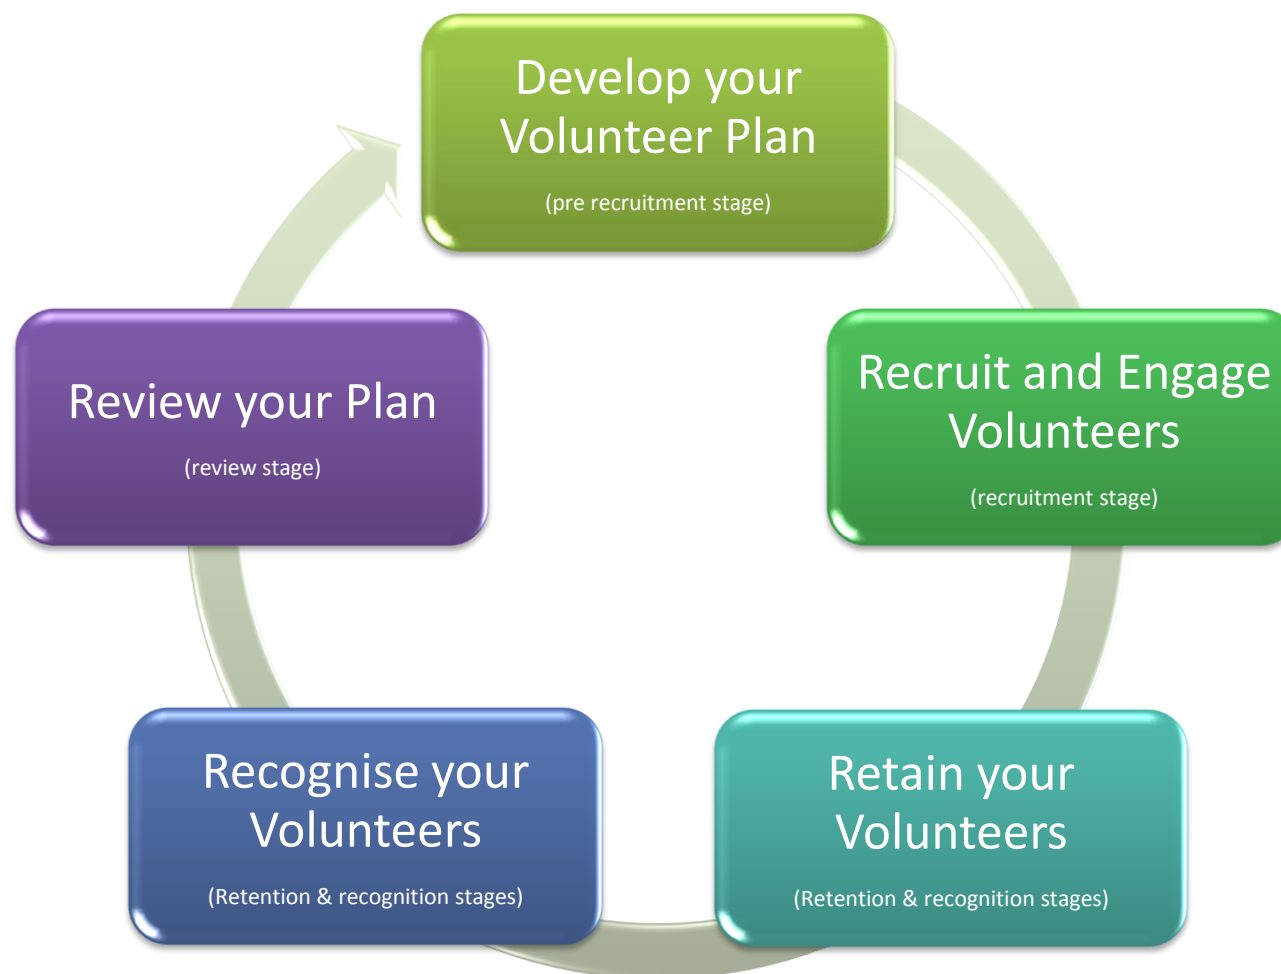 Develop your
Volunteer Plan
(pre recruitment stage)
Recruit and Engage
Volunteers
(recruitment stage)
Retain your
Volunteers
(Retention & recognition stages)
Recognise your
Volunteers
(Retention & recognition stages)
Review your Plan
(review stage)